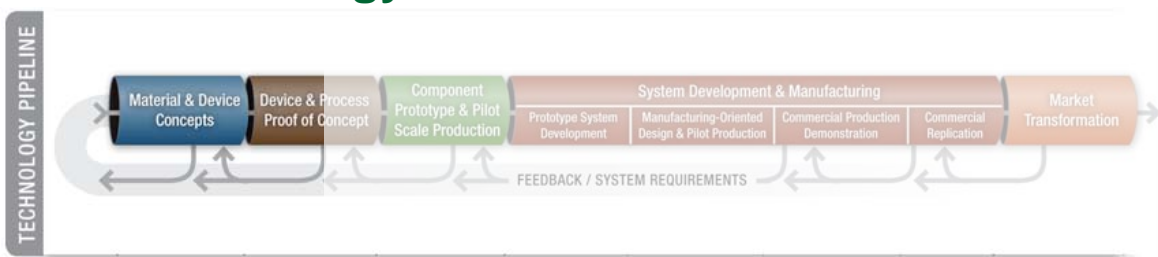 TECHNOLOGY PIPELINE
Material & Device
Concepts
Device & Process
Proof of Concept
Component
Prototype & Pilot
Scale Production
System Development & Manufacturing
Prototype System
Development
Manufacturing-Oriented
Design & Pilot Production
Commercial Production
Demonstration
Commercial
Replication
Market
Transformation
FEEDBACK / SYSTEM REQUIREMENTS